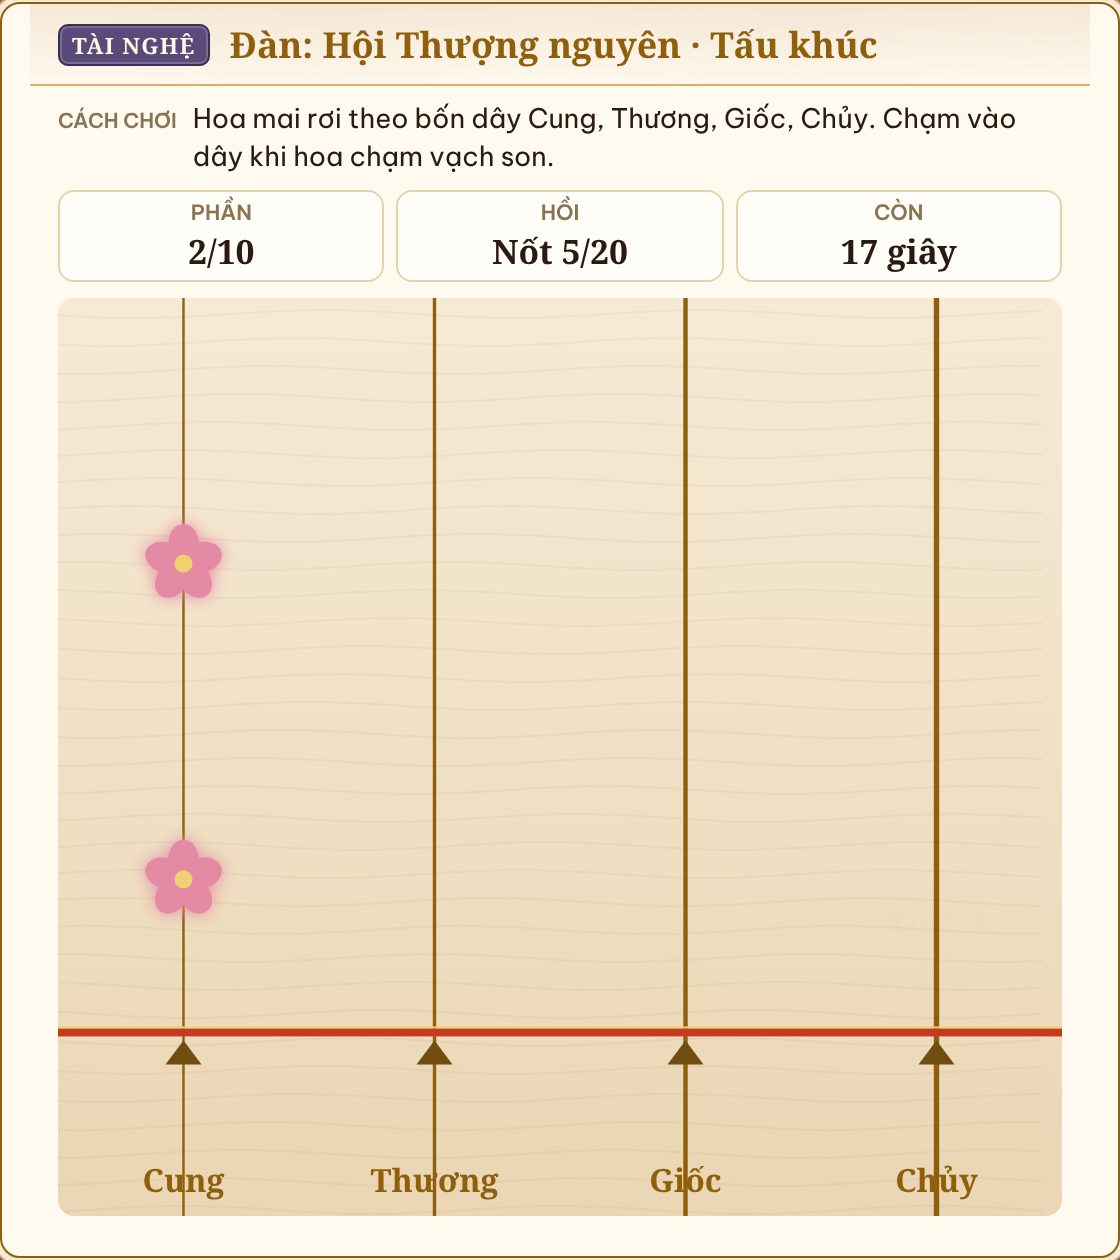 TÀI NGHỆ Đàn: Hội Thượng nguyên · Tấu khúc
CÁCH CHƠI Hoa mai rơi theo bốn dây Cung, Thương, Giốc, Chủy. Chạm vào
dây khi hoa chạm vạch son.
PHẦN HỒI CÒN
2/10 Nốt 5/20 17 giây
Cung Thương Giốc Chủy